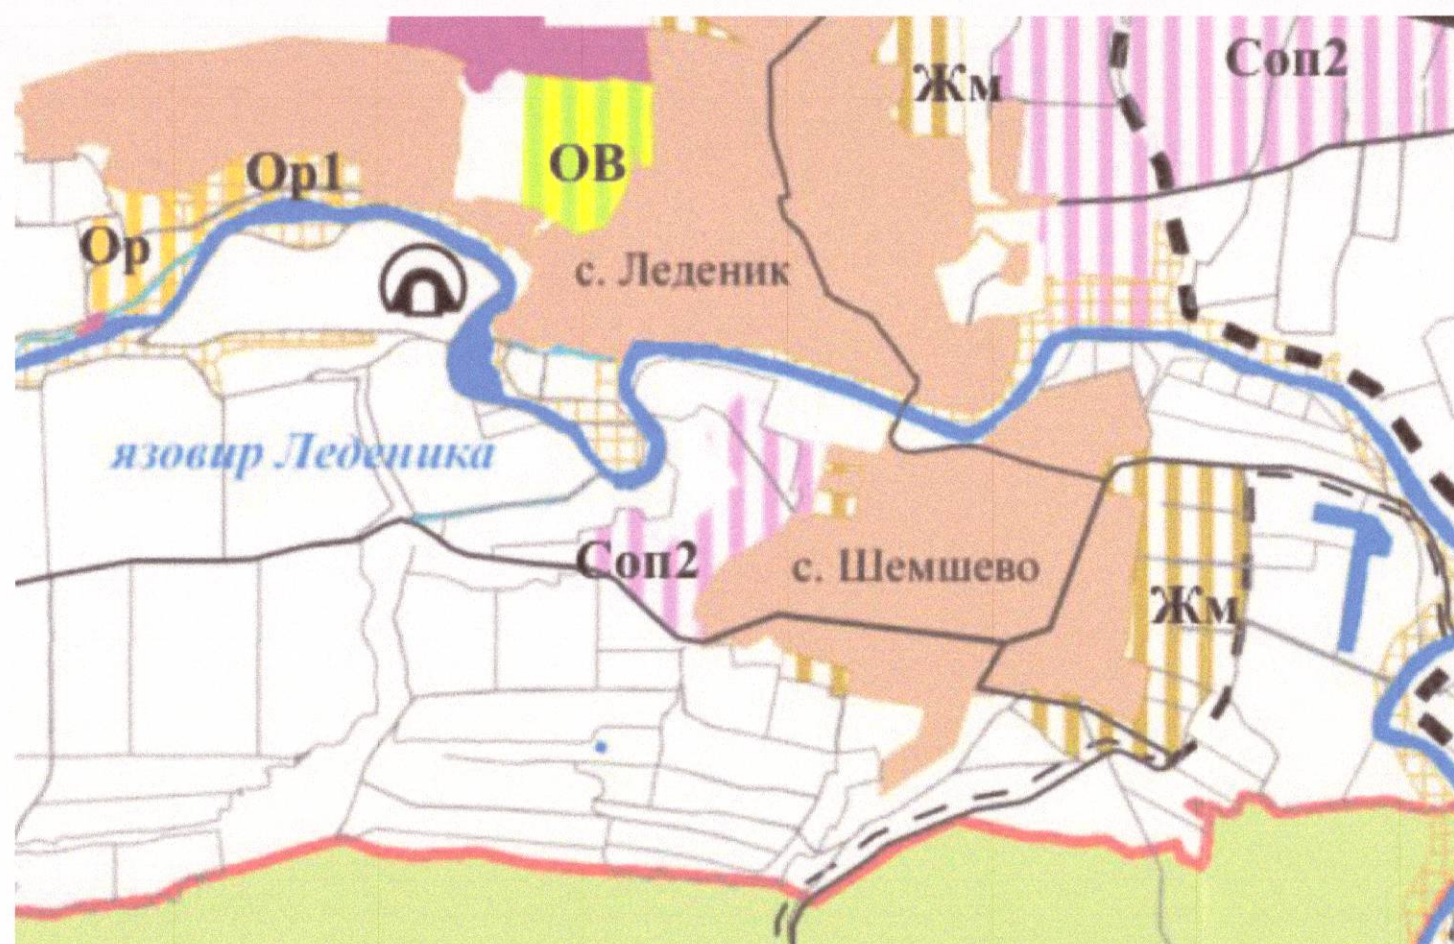 Соп2
Жм
Ор1
ОВ
Ор
с. Леденик
язовир Леденика
Соп2
с. Шемшево
Жм